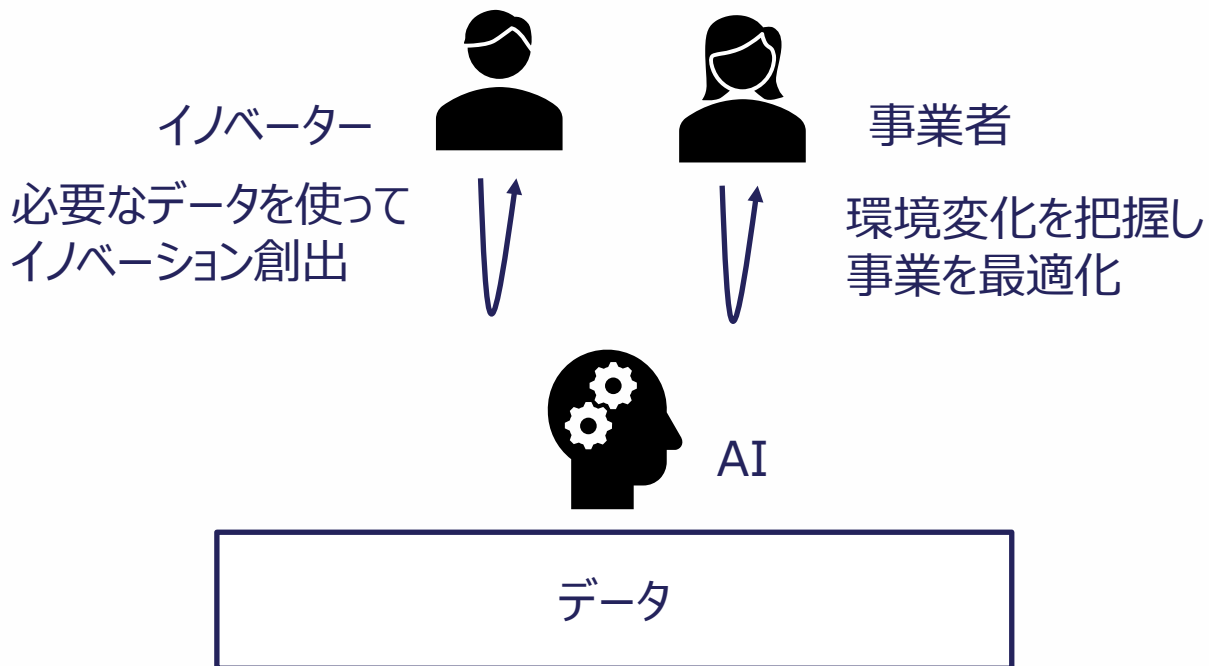 イノベーター
必要なデータを使って
イノベーション創出
事業者
環境変化を把握し
事業を最適化
AI
データ